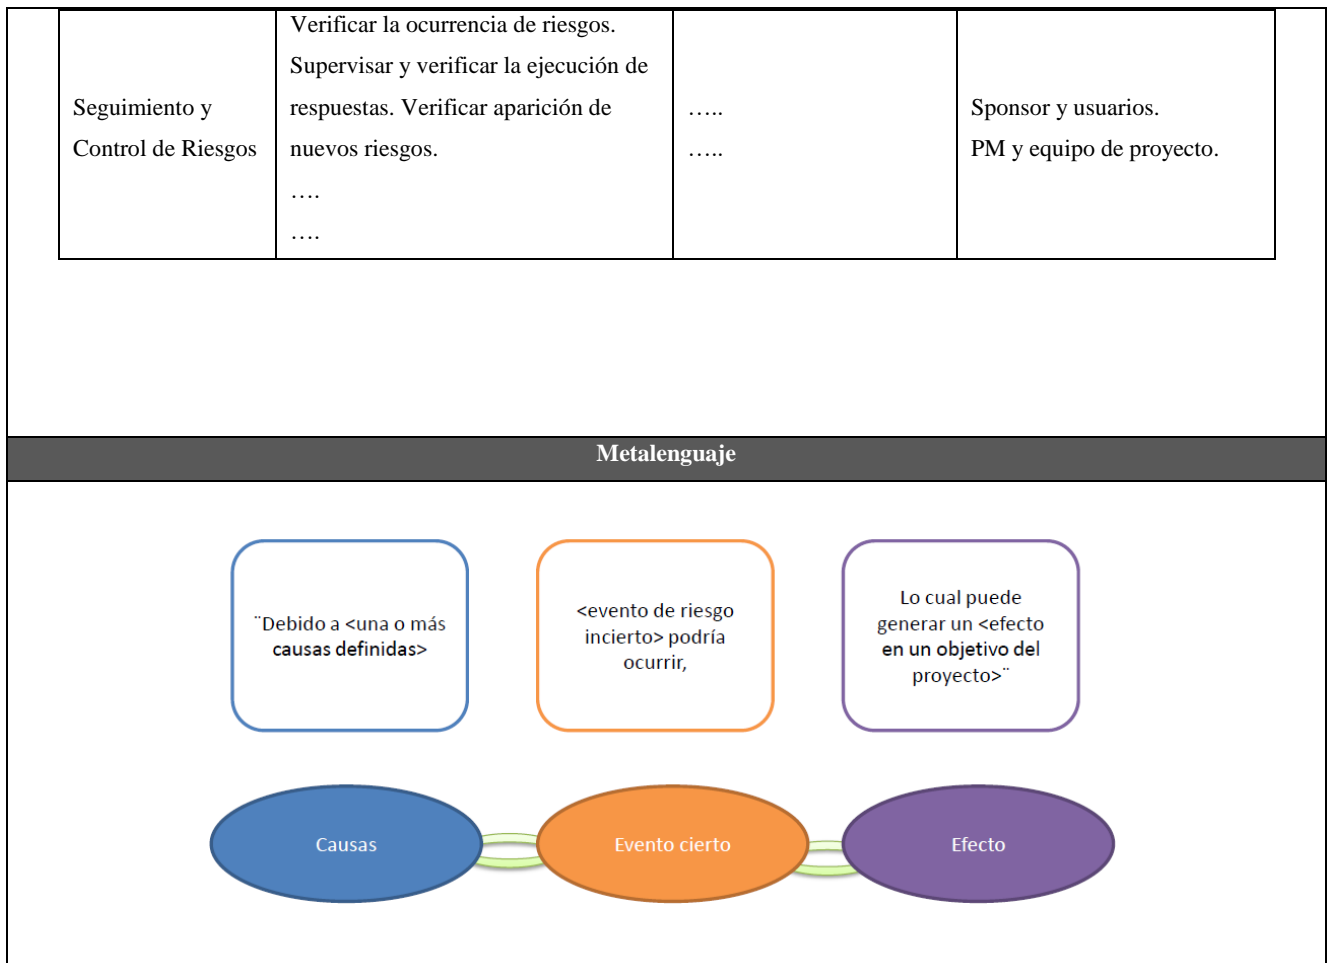 Seguimiento y
Control de Riesgos
Verificar la ocurrencia de riesgos.
Supervisar y verificar la ejecución de
respuestas. Verificar aparición de
nuevos riesgos.
….
….
…..
…..
Sponsor y usuarios.
PM y equipo de proyecto.
Metalenguaje
¨Debido a <una o más
causas definidas>
<evento de riesgo
incierto> podría
ocurrir,
Lo cual puede
generar un <efecto
en un objetivo del
proyecto>¨
Causas
Evento cierto
Efecto